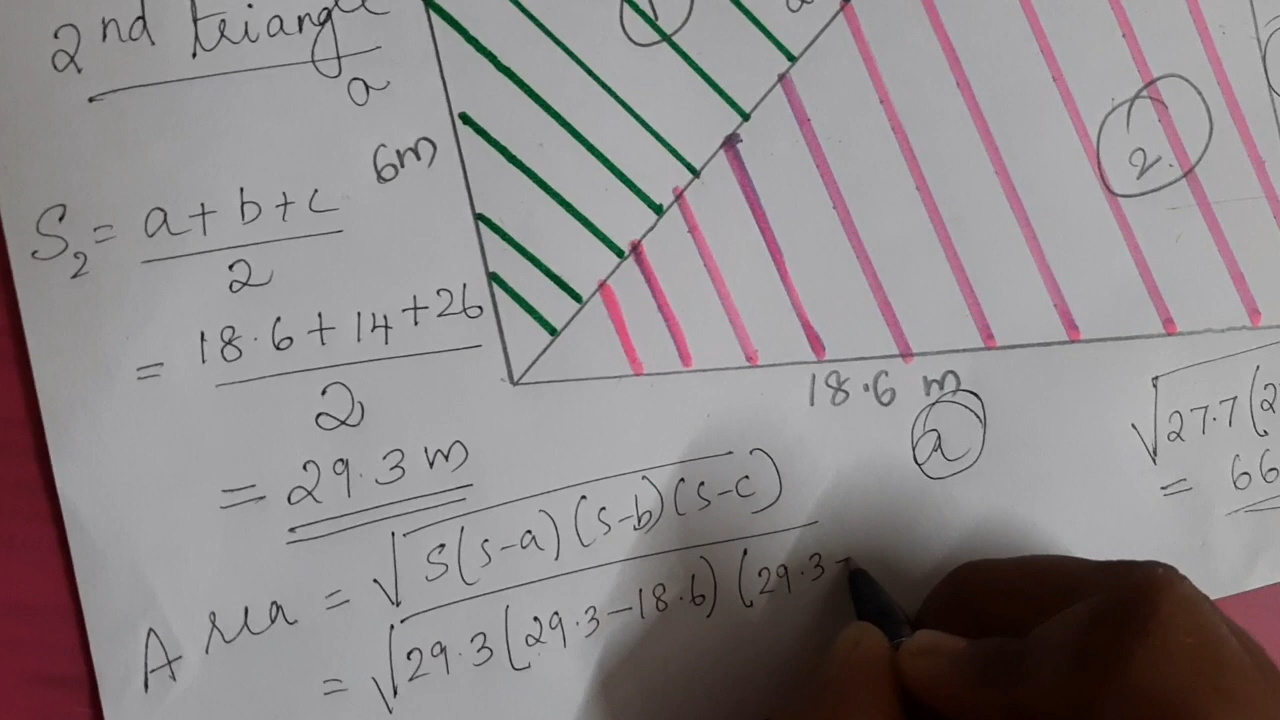 2nd triangle
a
6m
S2 = a+b+c / 2
= 18.6+14+26 / 2
= 29.3 m
Area = √S(s-a)(s-b)(s-c)
= √29.3(29.3-18.6)(29.3-
1
2.
18.6 m
a
√27.7(2
= 66